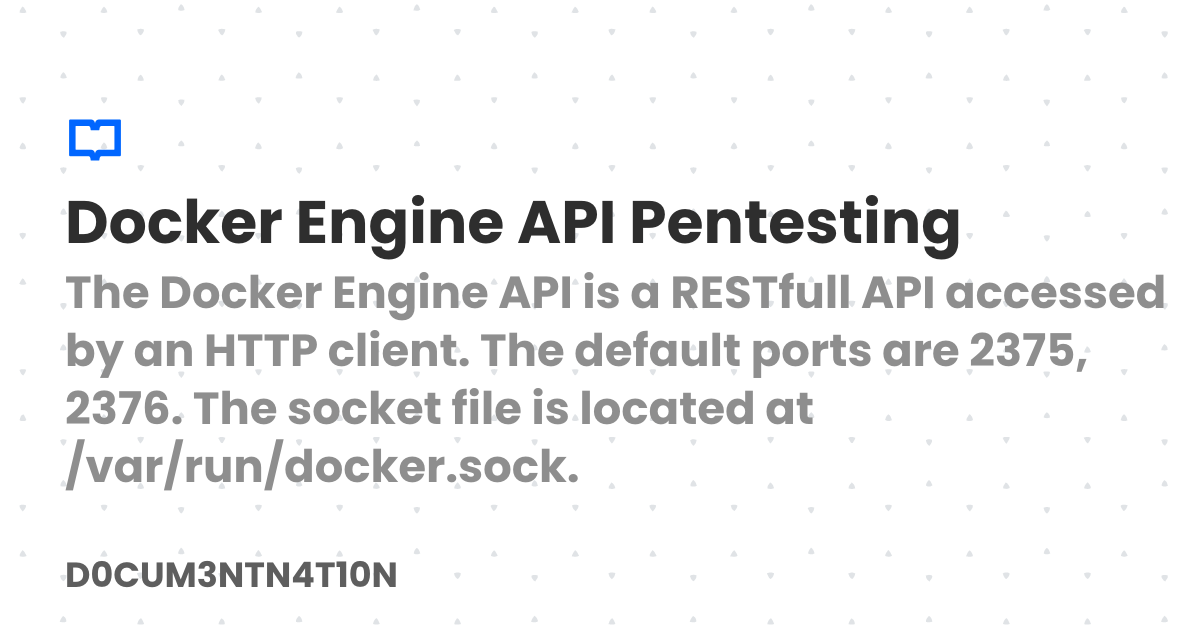 Docker Engine API Pentesting
The Docker Engine API is a RESTfull API accessed
by an HTTP client. The default ports are 2375,
2376. The socket file is located at
/var/run/docker.sock.
D0CUM3NTN4T10N